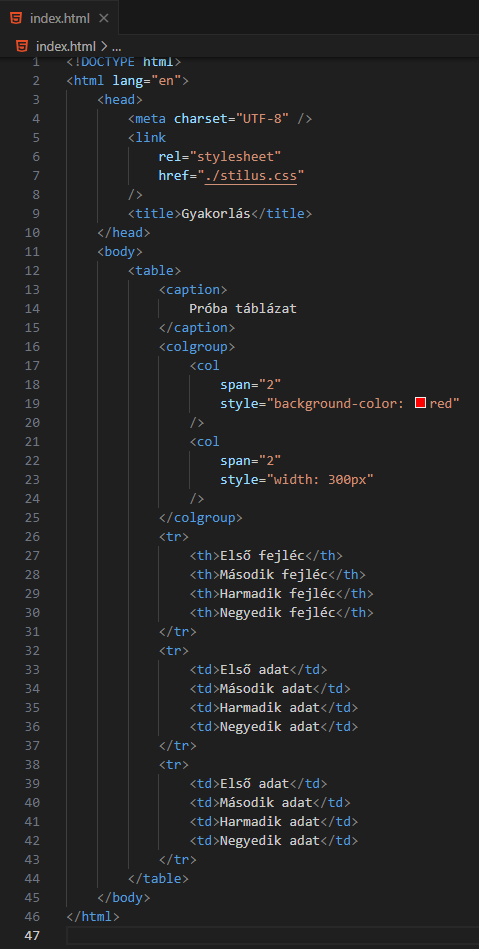 index.html
index.html > ...
1 <!DOCTYPE html>
2 <html lang="en">
3 <head>
4 <meta charset="UTF-8" />
5 <link
6 rel="stylesheet"
7 href="./stilus.css"
8 />
9 <title>Gyakorlás</title>
10 </head>
11 <body>
12 <table>
13 <caption>
14 Próba táblázat
15 </caption>
16 <colgroup>
17 <col
18 span="2"
19 style="background-color: red"
20 />
21 <col
22 span="2"
23 style="width: 300px"
24 />
25 </colgroup>
26 <tr>
27 <th>Első fejléc</th>
28 <th>Második fejléc</th>
29 <th>Harmadik fejléc</th>
30 <th>Negyedik fejléc</th>
31 </tr>
32 <tr>
33 <td>Első adat</td>
34 <td>Második adat</td>
35 <td>Harmadik adat</td>
36 <td>Negyedik adat</td>
37 </tr>
38 <tr>
39 <td>Első adat</td>
40 <td>Második adat</td>
41 <td>Harmadik adat</td>
42 <td>Negyedik adat</td>
43 </tr>
44 </table>
45 </body>
46 </html>
47